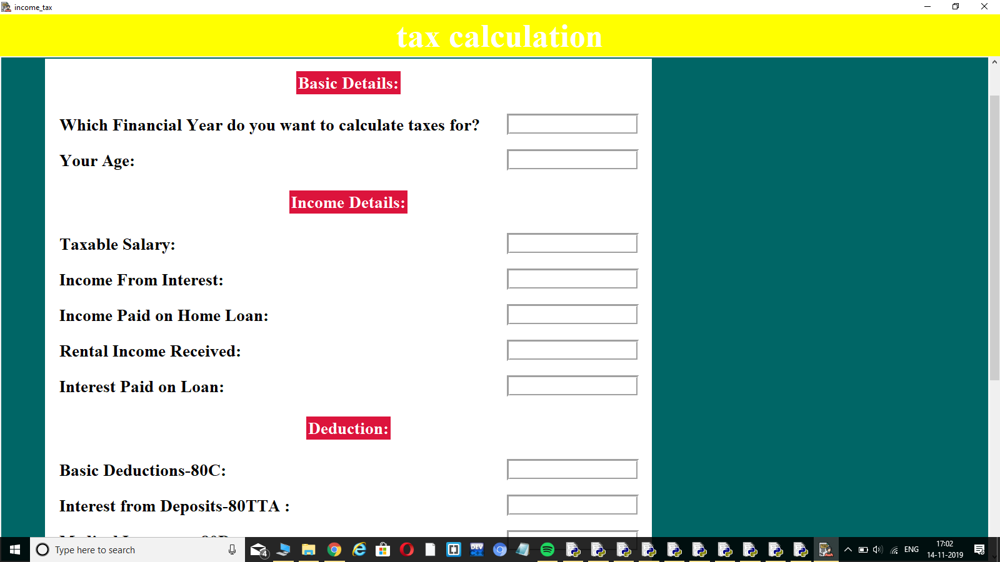 income_tax
tax calculation
Basic Details:
Which Financial Year do you want to calculate taxes for?
Your Age:
Income Details:
Taxable Salary:
Income From Interest:
Income Paid on Home Loan:
Rental Income Received:
Interest Paid on Loan:
Deduction:
Basic Deductions-80C:
Interest from Deposits-80TTA :
Type here to search
4
DEV
ENG
17:02
14-11-2019